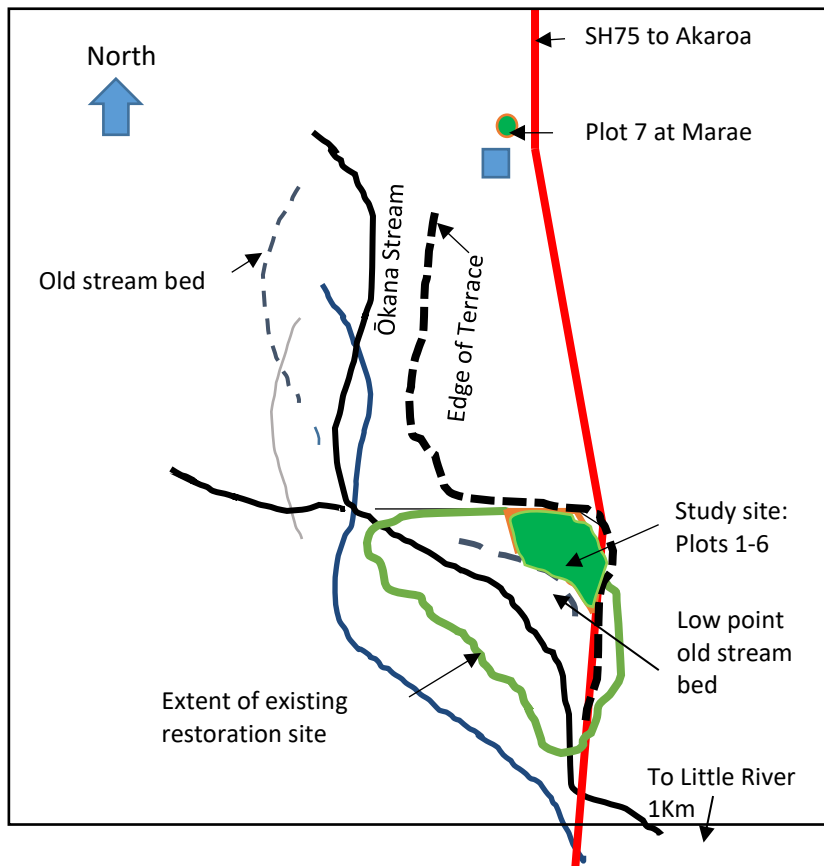 SH75 to Akaroa
North
Plot 7 at Marae
Ōkana Stream
Old stream bed
Edge of Terrace
Study site:
Plots 1-6
Low point
old stream
bed
Extent of existing
restoration site
To Little River
1Km